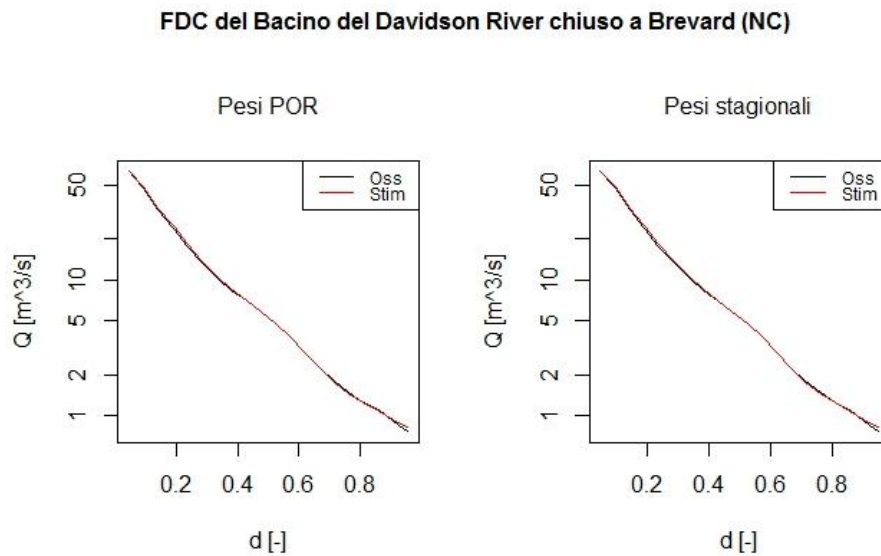 FDC del Bacino del Davidson River chiuso a Brevard (NC)
Pesi POR
Q [m^3/s]
50
10
5
2
1
Oss
Stim
0.2 0.4 0.6 0.8
d [-]
Pesi stagionali
Q [m^3/s]
50
10
5
2
1
Oss
Stim
0.2 0.4 0.6 0.8
d [-]